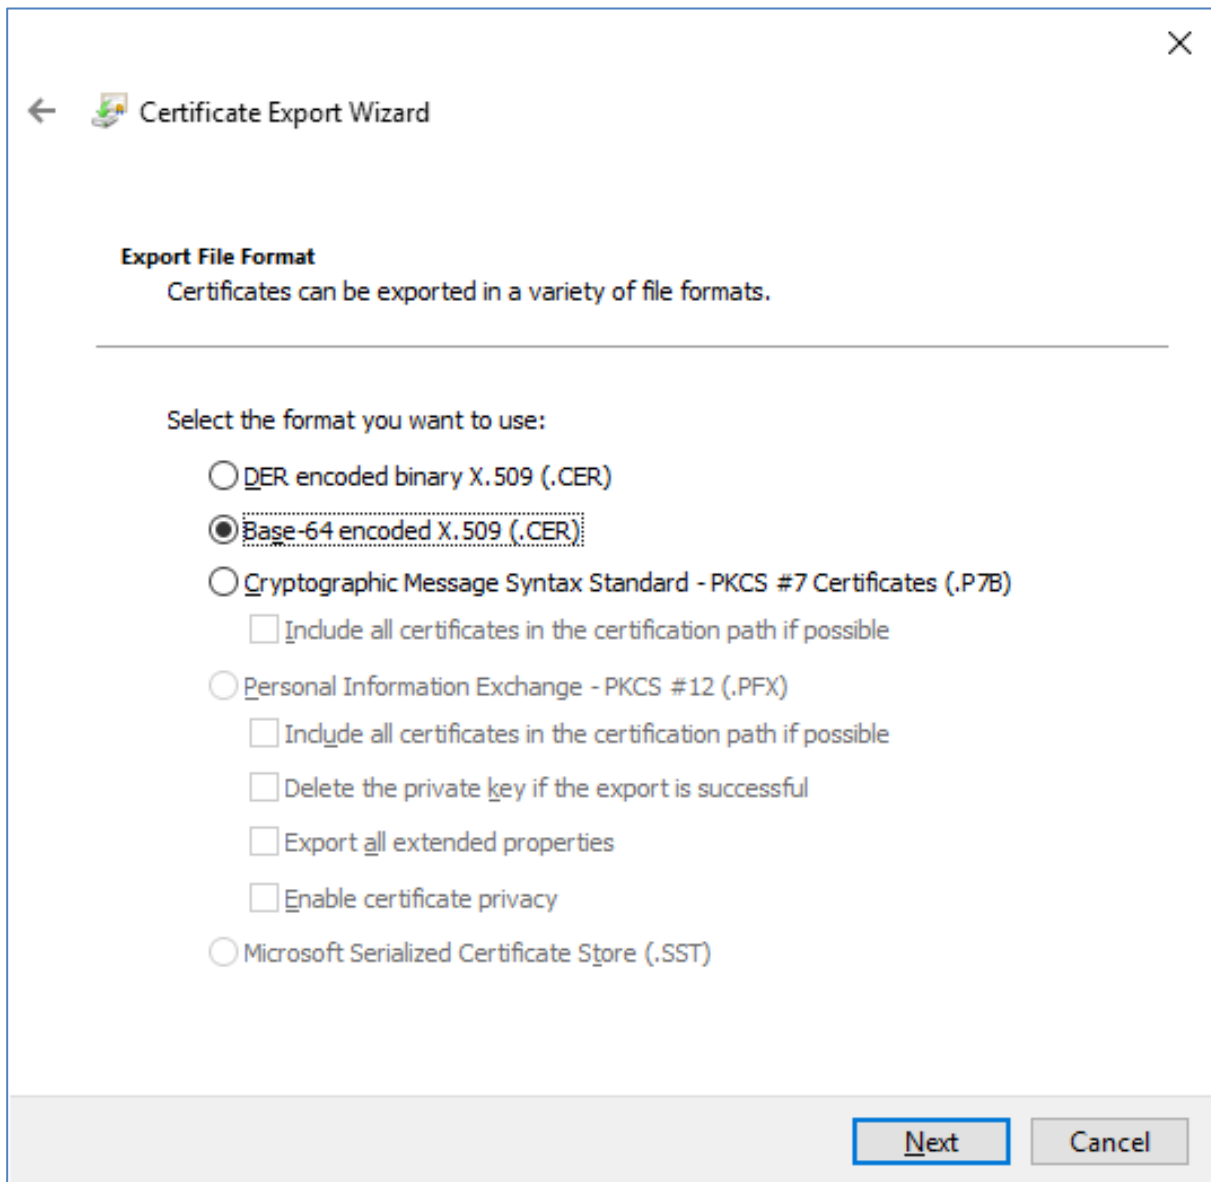 Certificate Export Wizard
Export File Format
Certificates can be exported in a variety of file formats.
Select the format you want to use:
DER encoded binary X.509 (.CER)
Base-64 encoded X.509 (.CER)
Cryptographic Message Syntax Standard - PKCS #7 Certificates (.P7B)
Include all certificates in the certification path if possible
Personal Information Exchange - PKCS #12 (.PFX)
Include all certificates in the certification path if possible
Delete the private key if the export is successful
Export all extended properties
Enable certificate privacy
Microsoft Serialized Certificate Store (.SST)
Next Cancel